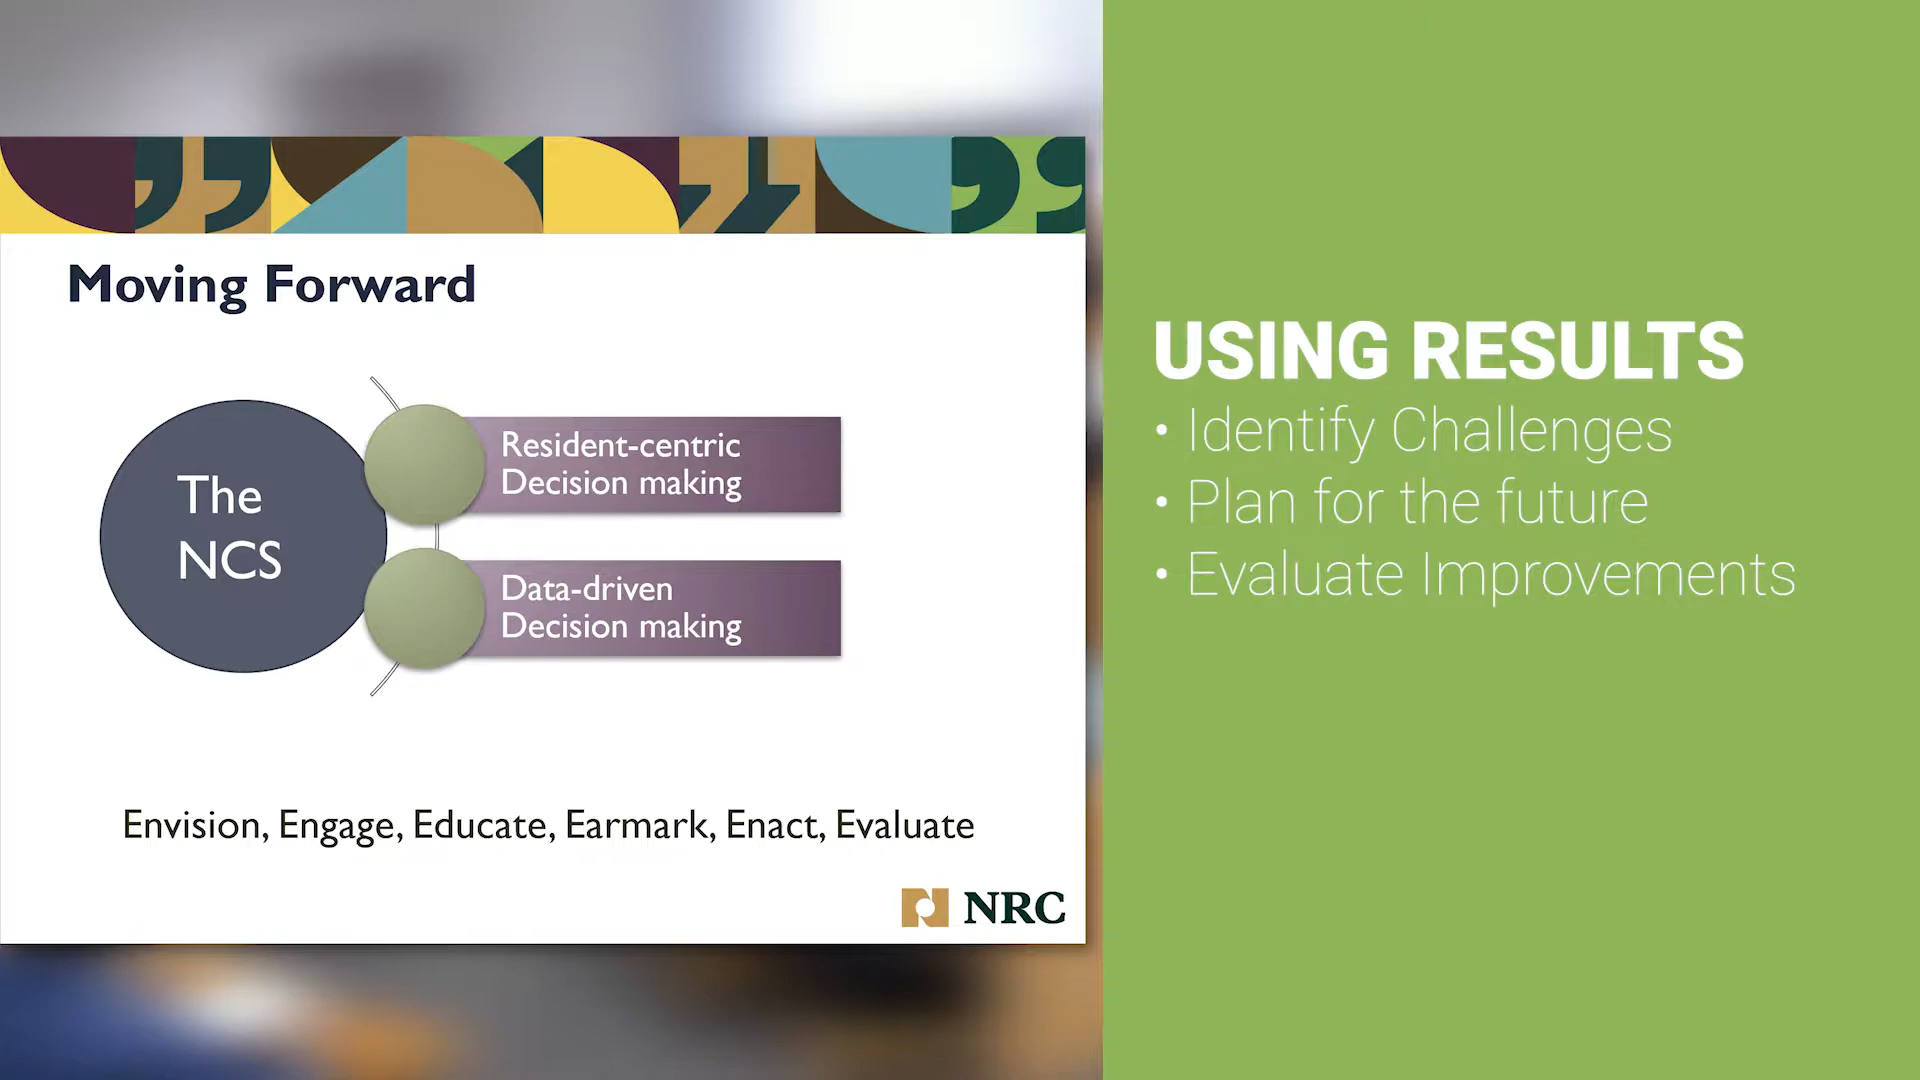 Moving Forward
The
NCS
Resident-centric
Decision making
Data-driven
Decision making
Envision, Engage, Educate, Earmark, Enact, Evaluate
NRC
USING RESULTS
• Identify Challenges
• Plan for the future
• Evaluate Improvements